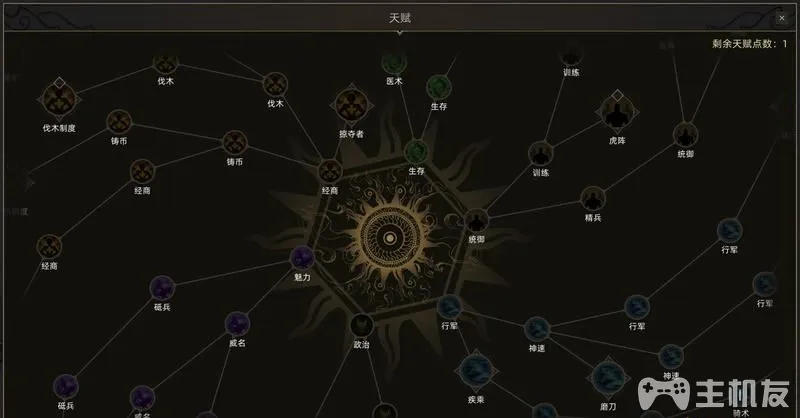 天赋
剩余天赋点数：1
伐木
伐木
医术
生存
训练
伐木制度
铸币
掠夺者
虎阵
铸币
统御
经商
经商
生存
训练
精兵
统御
经商
魅力
行军
砥兵
行军
行军
威名
政治
行军
神速
神速
砥兵
威名
疾乘
磨刀
骑术
主机友